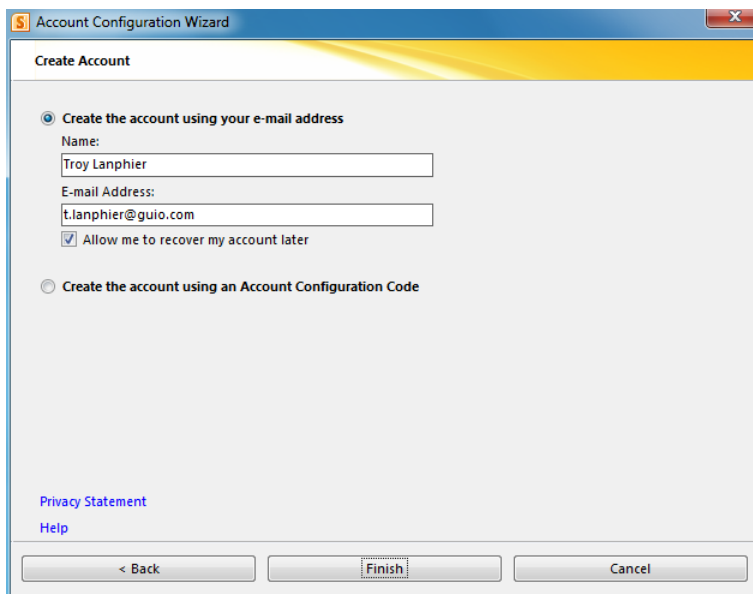 Account Configuration Wizard
Create Account
Create the account using your e-mail address
Name:
Troy Lanphier
E-mail Address:
t.lanphier@guio.com
Allow me to recover my account later
Create the account using an Account Configuration Code
Privacy Statement
Help
< Back Finish Cancel